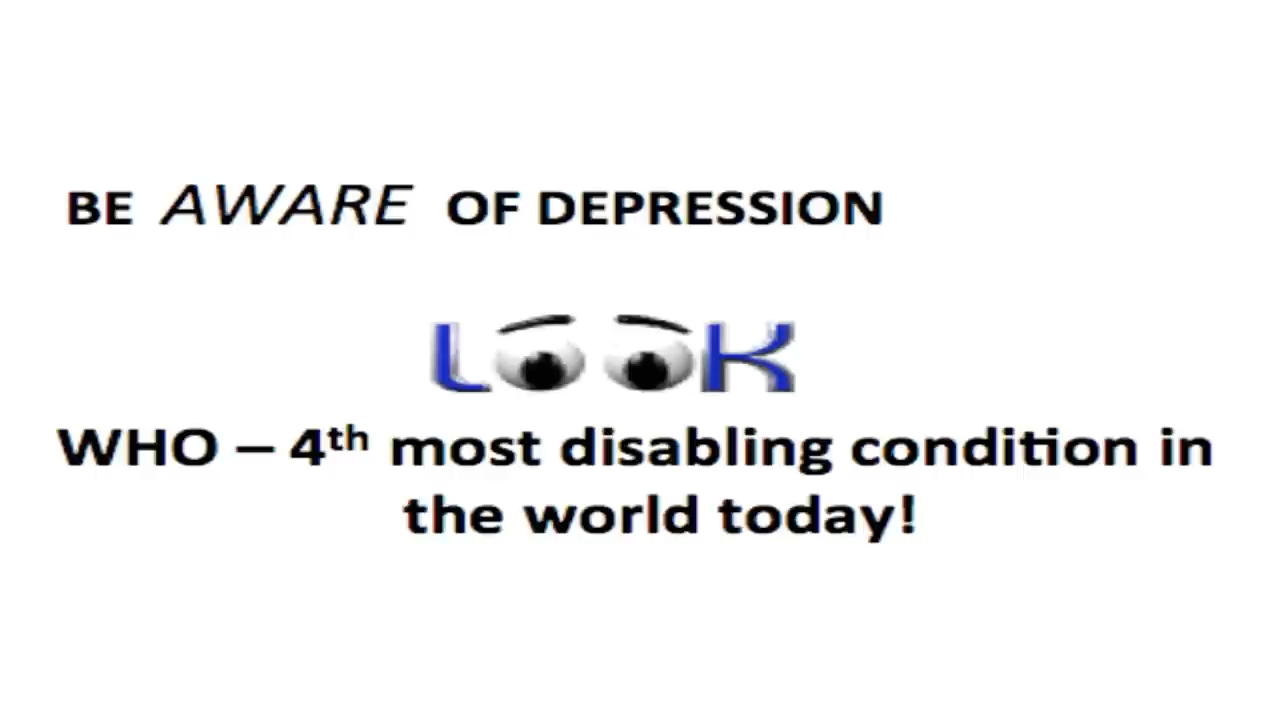 BE AWARE OF DEPRESSION
LOOK
WHO – 4th most disabling condition in
the world today!